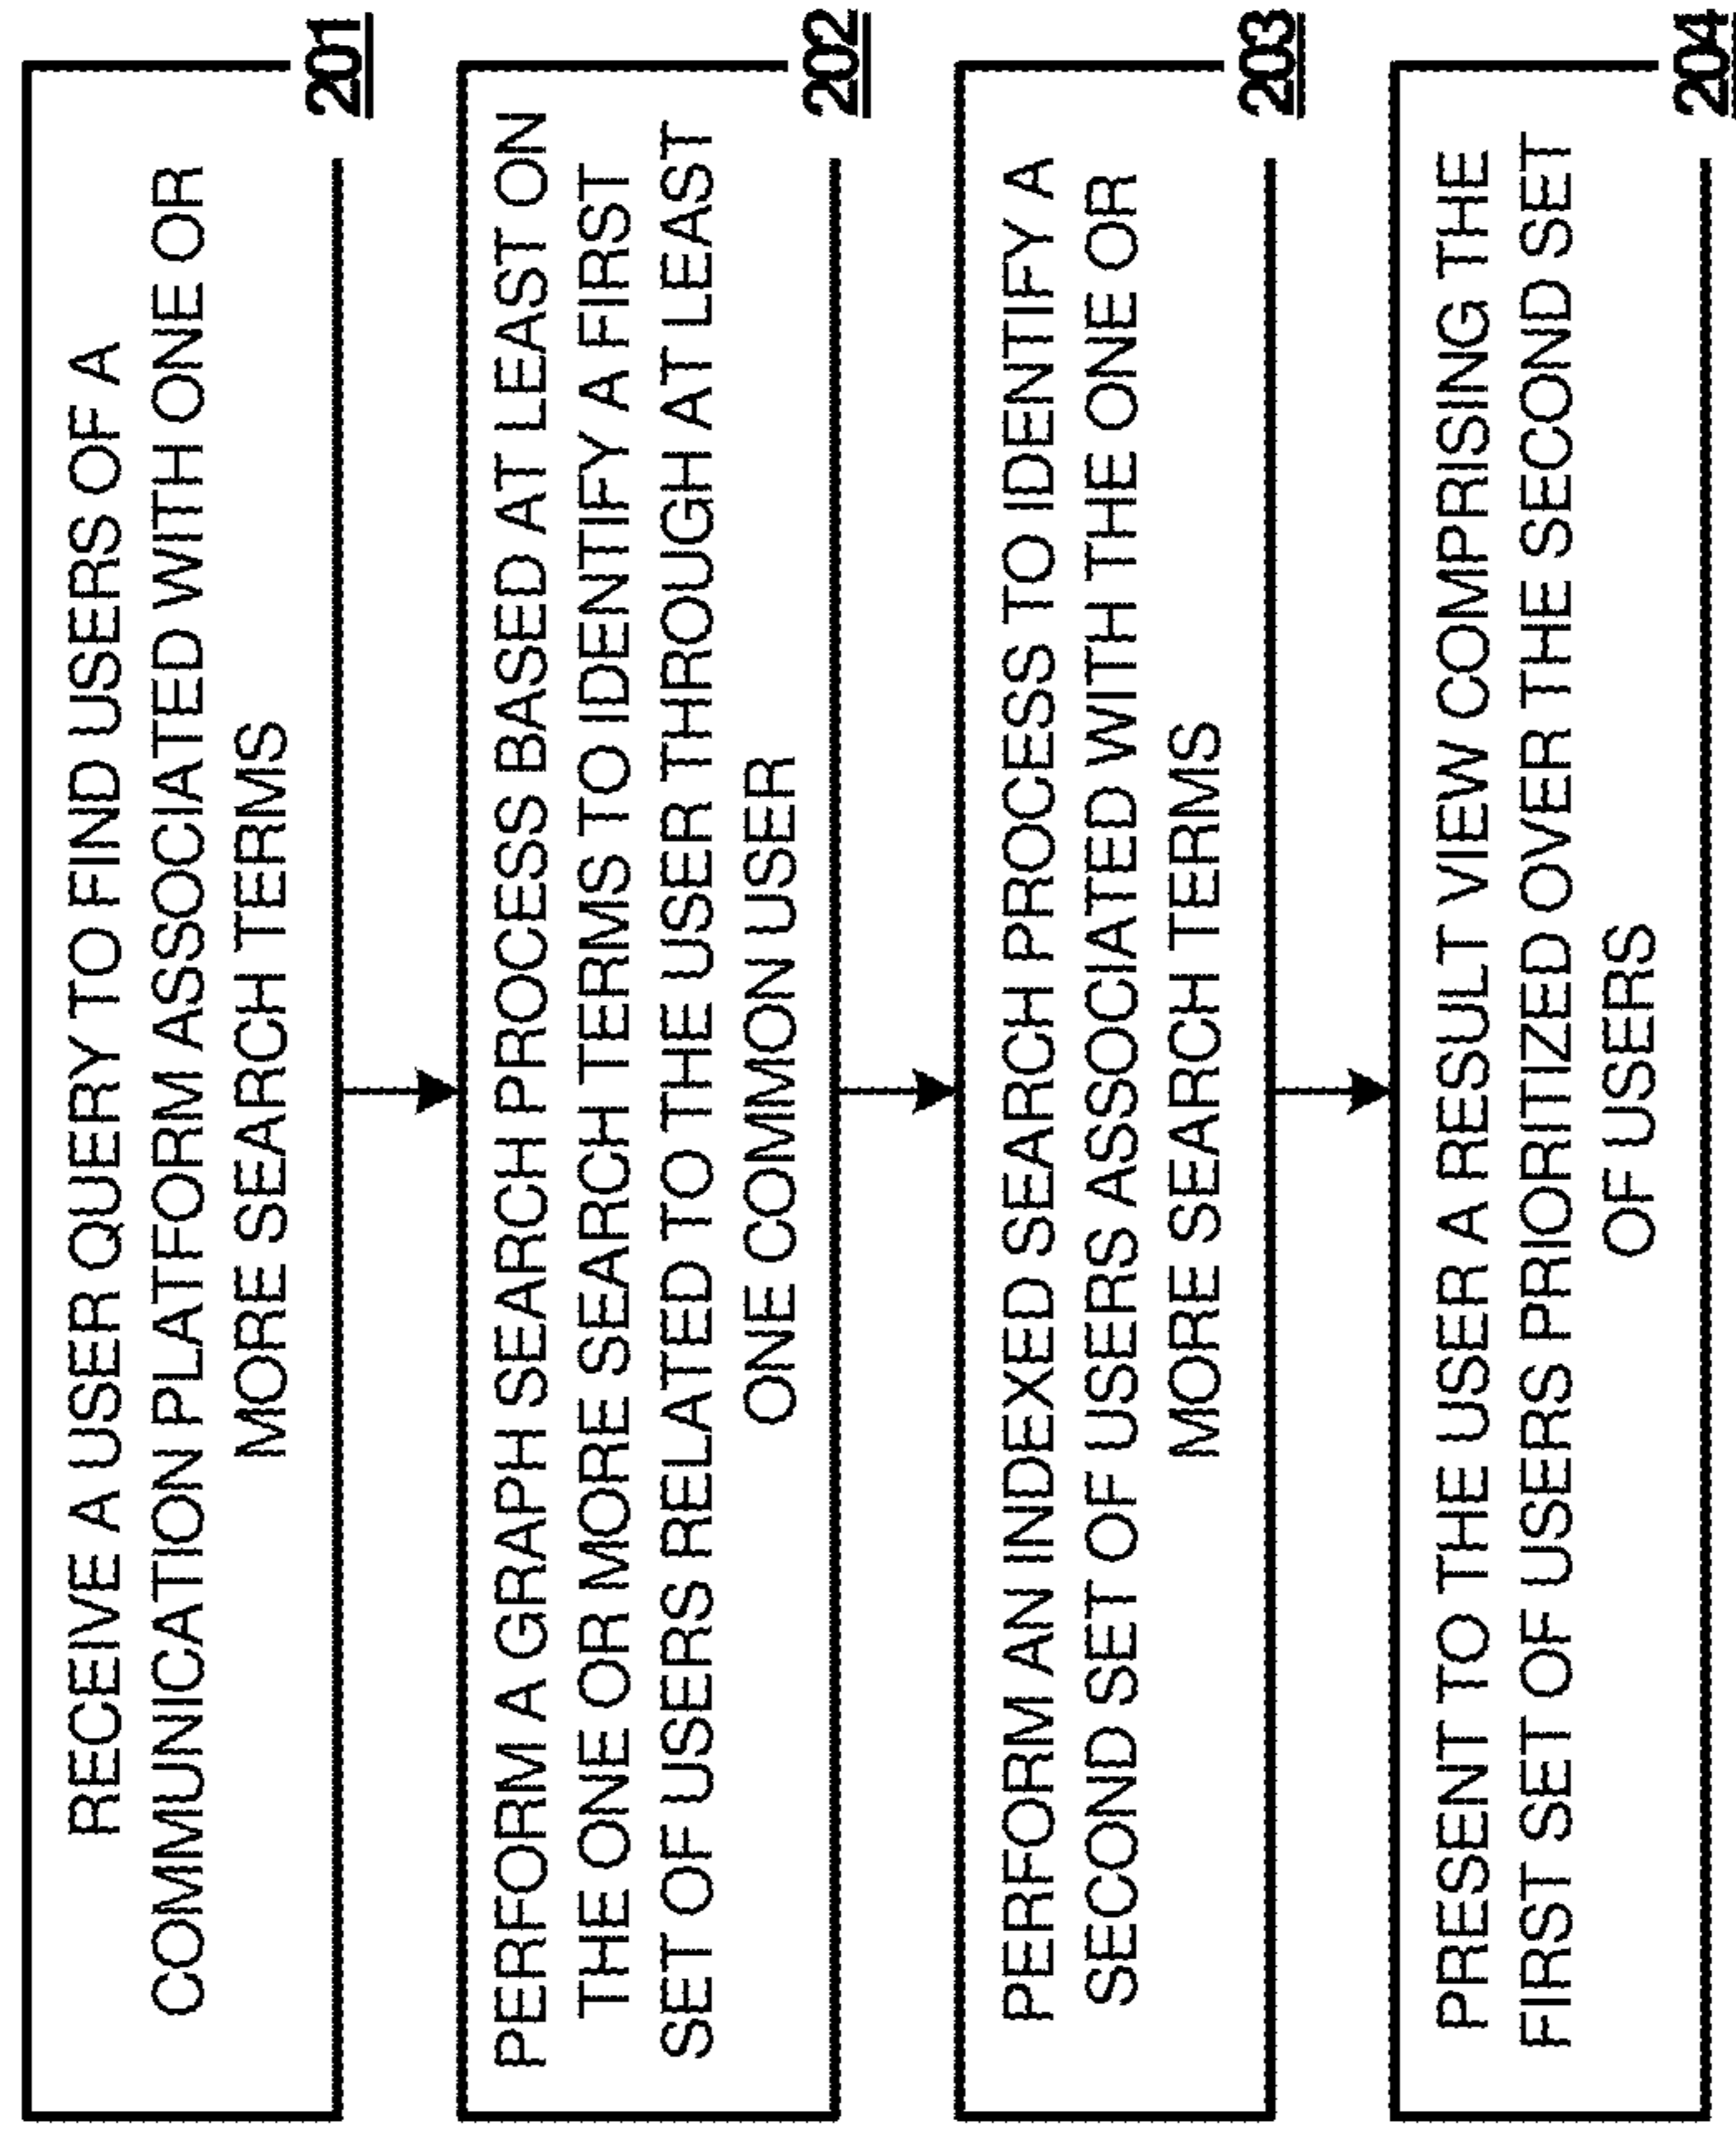 RECEIVE A USER QUERY TO FIND USERS OF A
COMMUNICATION PLATFORM ASSOCIATED WITH ONE OR
MORE SEARCH TERMS
201
PERFORM A GRAPH SEARCH PROCESS BASED AT LEAST ON
THE ONE OR MORE SEARCH TERMS TO IDENTIFY A FIRST
SET OF USERS RELATED TO THE USER THROUGH AT LEAST
ONE COMMON USER
202
PERFORM AN INDEXED SEARCH PROCESS TO IDENTIFY A
SECOND SET OF USERS ASSOCIATED WITH THE ONE OR
MORE SEARCH TERMS
203
PRESENT TO THE USER A RESULT VIEW COMPRISING THE
FIRST SET OF USERS PRIORITIZED OVER THE SECOND SET
OF USERS
204